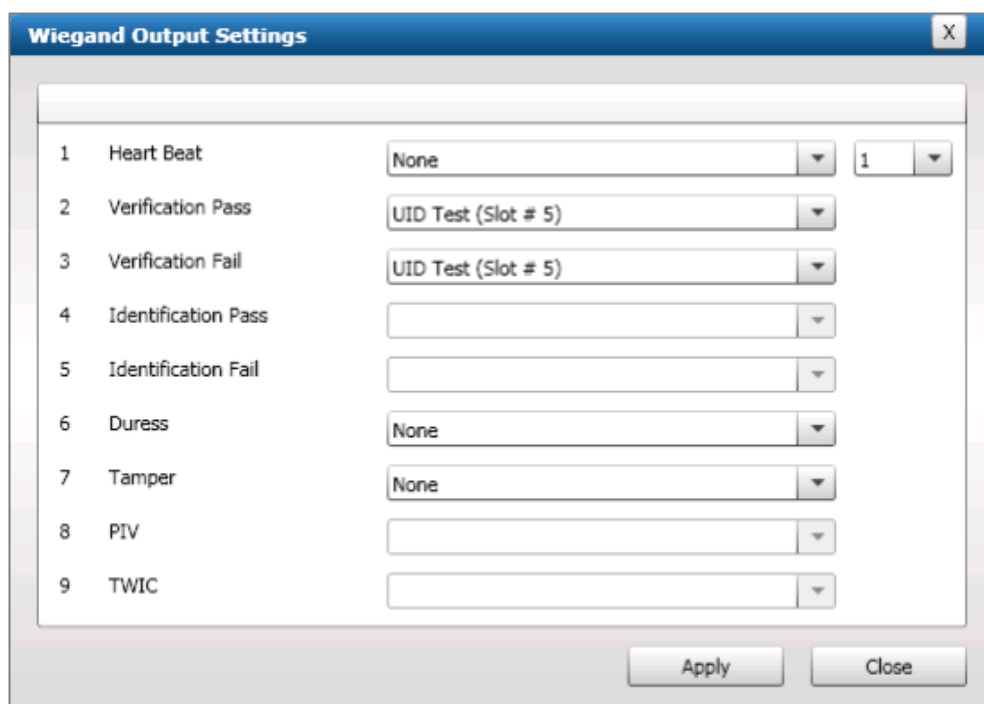 Wiegand Output Settings X
1 Heart Beat None 1
2 Verification Pass UID Test (Slot # 5)
3 Verification Fail UID Test (Slot # 5)
4 Identification Pass
5 Identification Fail
6 Duress None
7 Tamper None
8 PIV
9 TWIC
Apply Close